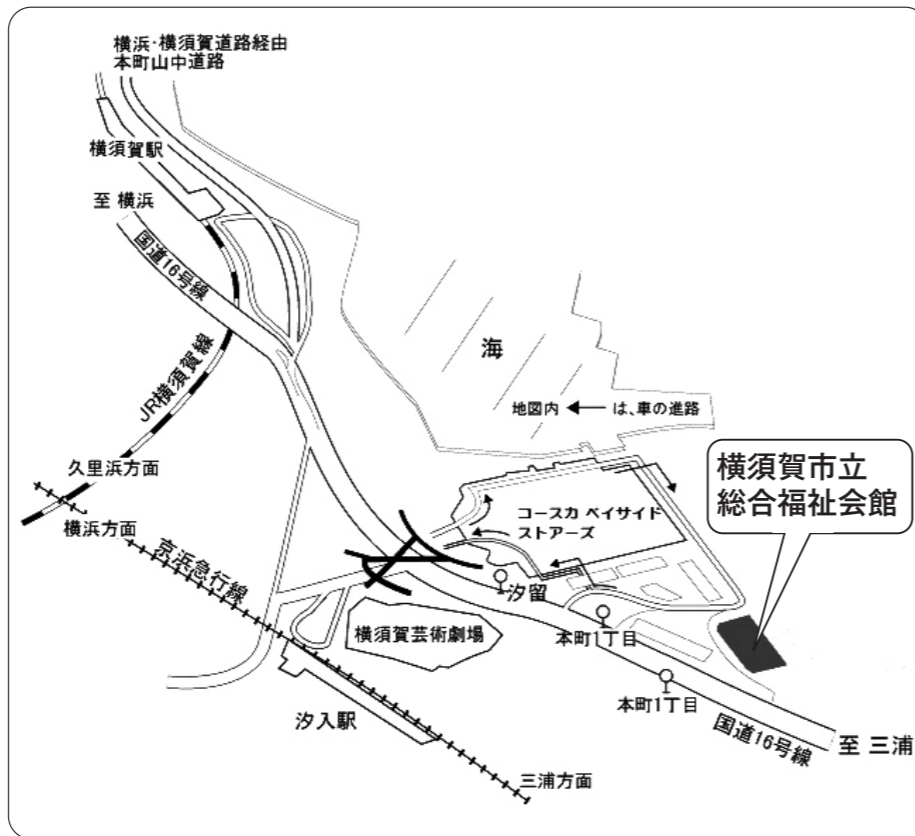 横浜・横須賀道路経由
本町山中道路
横須賀駅
至 横浜
国道16号線
JR横須賀線
久里浜方面
横浜方面
京浜急行線
海
地図内
は、車の進路
コースカ ベイサイド
ストアーズ
横須賀市立
総合福祉会館
汐留
本町1丁目
横須賀芸術劇場
本町1丁目
汐入駅
国道16号線
至 三浦
三浦方面